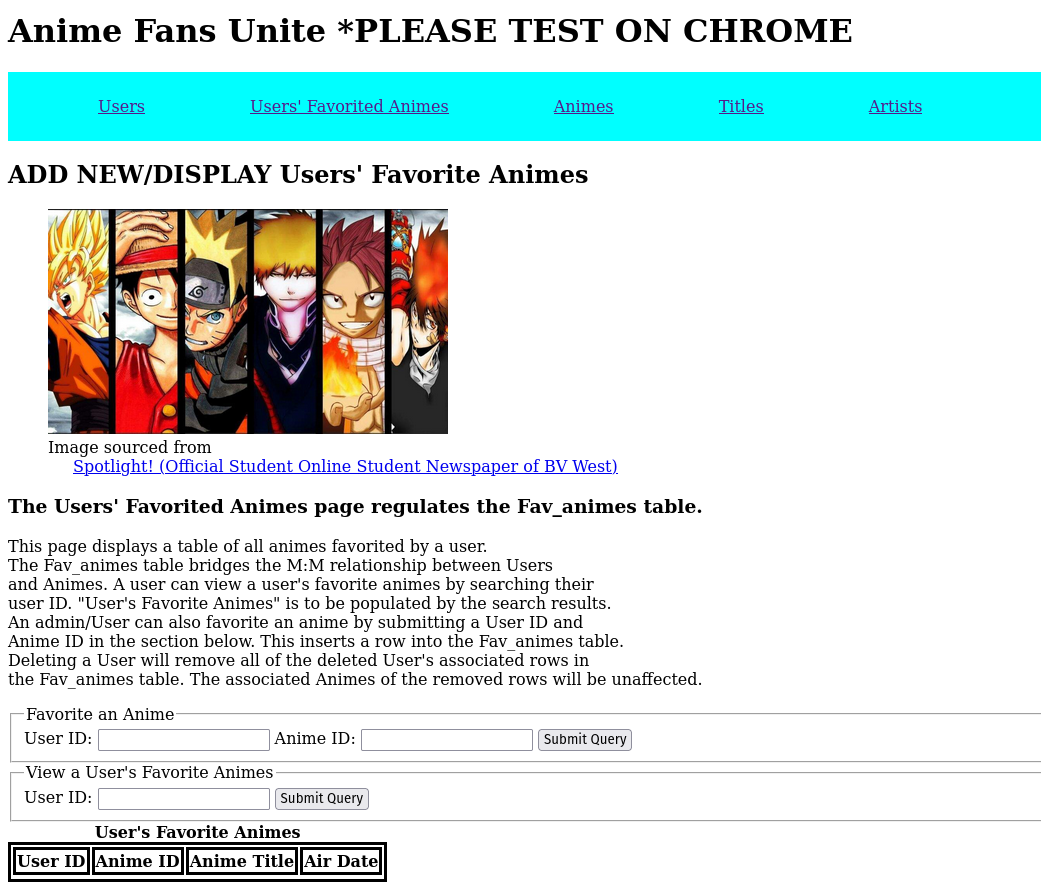 Anime Fans Unite *PLEASE TEST ON CHROME
Users Users' Favorited Animes Animes Titles Artists
ADD NEW/DISPLAY Users' Favorite Animes
Image sourced from
Spotlight! (Official Student Online Student Newspaper of BV West)
The Users' Favorited Animes page regulates the Fav_animes table.
This page displays a table of all animes favorited by a user.
The Fav_animes table bridges the M:M relationship between Users
and Animes. A user can view a user's favorite animes by searching their
user ID. "User's Favorite Animes" is to be populated by the search results.
An admin/User can also favorite an anime by submitting a User ID and
Anime ID in the section below. This inserts a row into the Fav_animes table.
Deleting a User will remove all of the deleted User's associated rows in
the Fav_animes table. The associated Animes of the removed rows will be unaffected.
Favorite an Anime
User ID: Anime ID: Submit Query
View a User's Favorite Animes
User ID: Submit Query
User's Favorite Animes
User ID Anime ID Anime Title Air Date